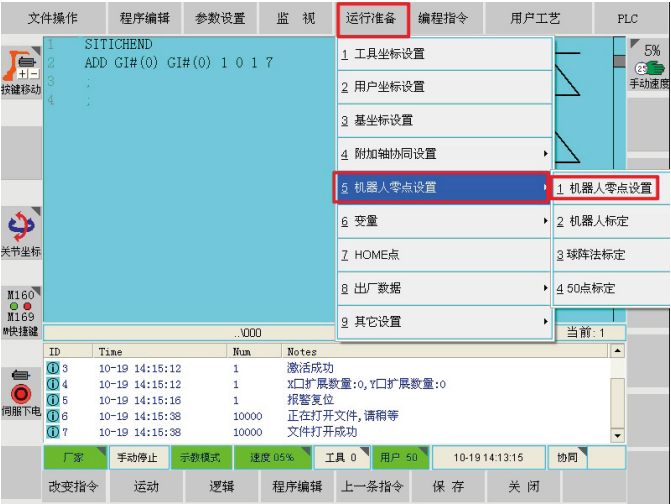 文件操作 程序编辑 参数设置 监 视 运行准备 编程指令 用户工艺 PLC
1 SITICHEND
2 ADD GI#(0) GI#(0) 1 0 1 7
3 ;
4 ;
按键移动
关节坐标
M160
M169
M快捷键
伺服下电
5%
手动速度
1 工具坐标设置
2 用户坐标设置
3 基坐标设置
4 附加轴协同设置
5 机器人零点设置
6 变量
7 HOME点
8 出厂数据
9 其它设置
1 机器人零点设置
2 机器人标定
3 球阵法标定
4 50点标定
..\000 当前:1
ID Time Num Notes
3 10-19 14:15:12 1 激活成功
4 10-19 14:15:12 1 X口扩展数量:0,Y口扩展数量:0
5 10-19 14:15:16 1 报警复位
6 10-19 14:15:38 10000 正在打开文件,请稍等
7 10-19 14:15:38 10000 文件打开成功
厂家 手动停止 示教模式 速度 05% 工具 0 用户 50 10-19 14:13:15 协同
改变指令 运动 逻辑 程序编辑 上一条指令 保 存 关 闭